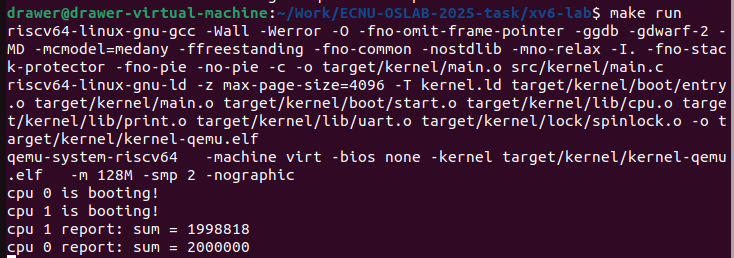 drawer@drawer-virtual-machine:~/Work/ECNU-OSLAB-2025-task/xv6-lab$ make run
riscv64-linux-gnu-gcc -Wall -Werror -O -fno-omit-frame-pointer -ggdb -gdwarf-2 -
MD -mcmodel=medany -ffreestanding -fno-common -nostdlib -mno-relax -I. -fno-stac
k-protector -fno-pie -no-pie -c -o target/kernel/main.o src/kernel/main.c
riscv64-linux-gnu-ld -z max-page-size=4096 -T kernel.ld target/kernel/boot/entry
.o target/kernel/main.o target/kernel/boot/start.o target/kernel/lib/cpu.o targe
t/kernel/lib/print.o target/kernel/lib/uart.o target/kernel/lock/spinlock.o -o t
arget/kernel/kernel-qemu.elf
qemu-system-riscv64   -machine virt -bios none -kernel target/kernel/kernel-qemu
.elf   -m 128M -smp 2 -nographic
cpu 0 is booting!
cpu 1 is booting!
cpu 1 report: sum = 1998818
cpu 0 report: sum = 2000000